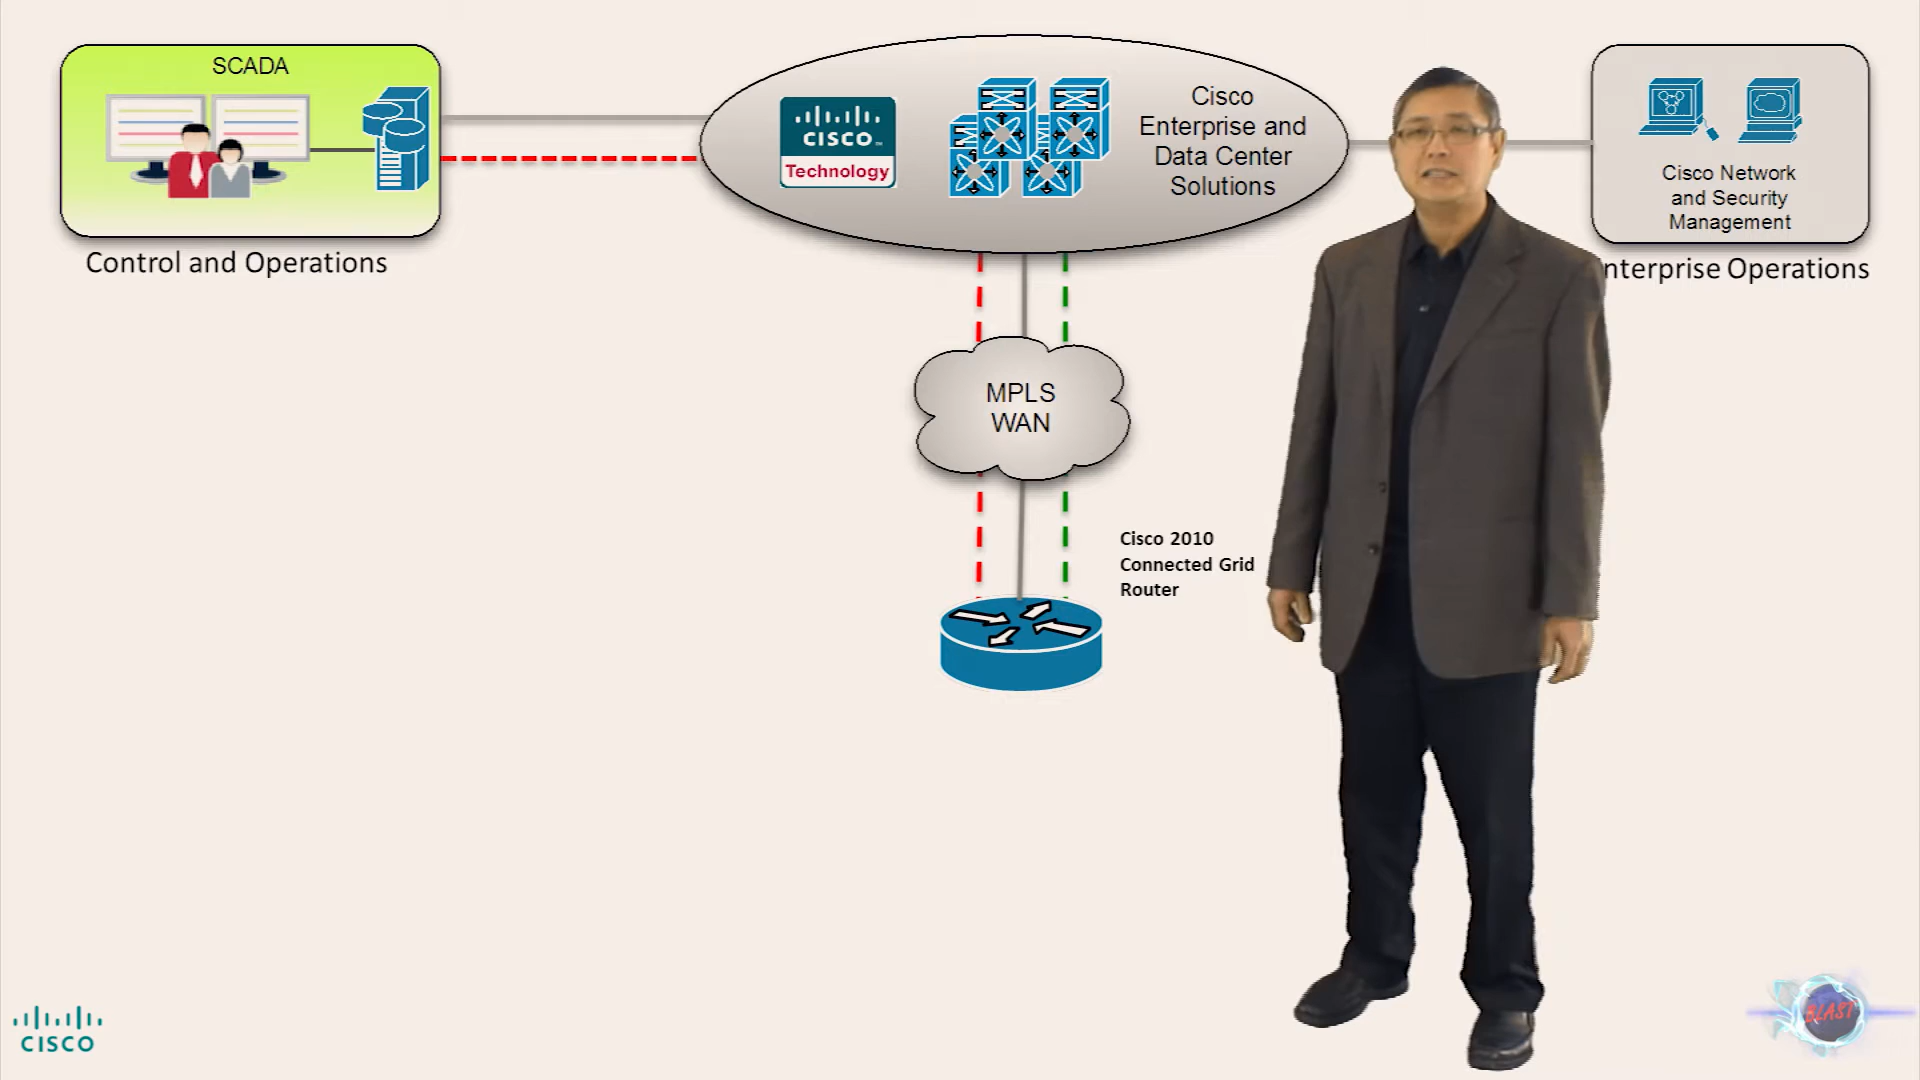 SCADA
Control and Operations
CISCO
Technology
Cisco
Enterprise and
Data Center
Solutions
Cisco Network
and Security
Management
nterprise Operations
MPLS
WAN
Cisco 2010
Connected Grid
Router
CISCO
BLAST